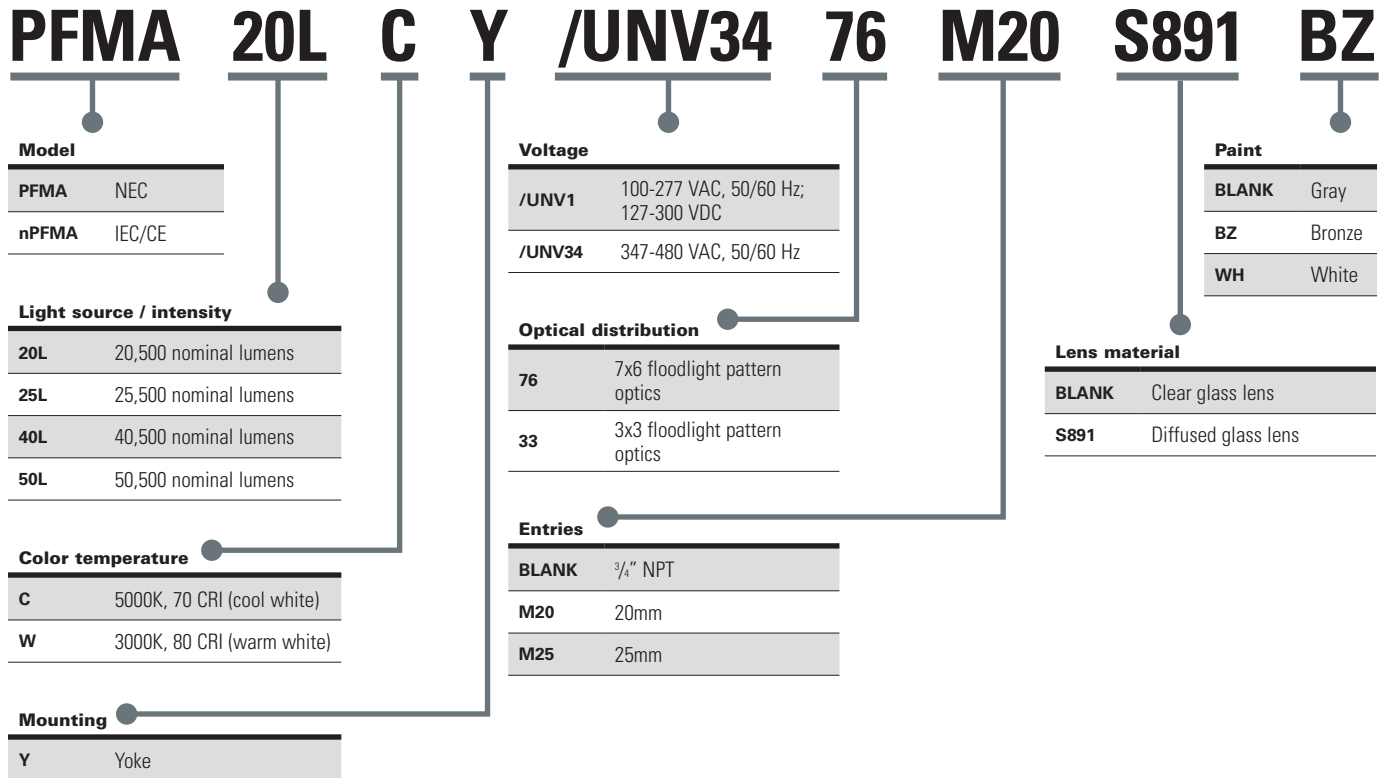 PFMA 20L C Y /UNV34 76 M20 S891 BZ
Model
PFMA NEC
nPFMA IEC/CE
Light source / intensity
20L 20,500 nominal lumens
25L 25,500 nominal lumens
40L 40,500 nominal lumens
50L 50,500 nominal lumens
Color temperature
C 5000K, 70 CRI (cool white)
W 3000K, 80 CRI (warm white)
Mounting
Y Yoke
Voltage
/UNV1 100-277 VAC, 50/60 Hz;
127-300 VDC
/UNV34 347-480 VAC, 50/60 Hz
Optical distribution
76 7x6 floodlight pattern
optics
33 3x3 floodlight pattern
optics
Entries
BLANK 3/4" NPT
M20 20mm
M25 25mm
Lens material
BLANK Clear glass lens
S891 Diffused glass lens
Paint
BLANK Gray
BZ Bronze
WH White